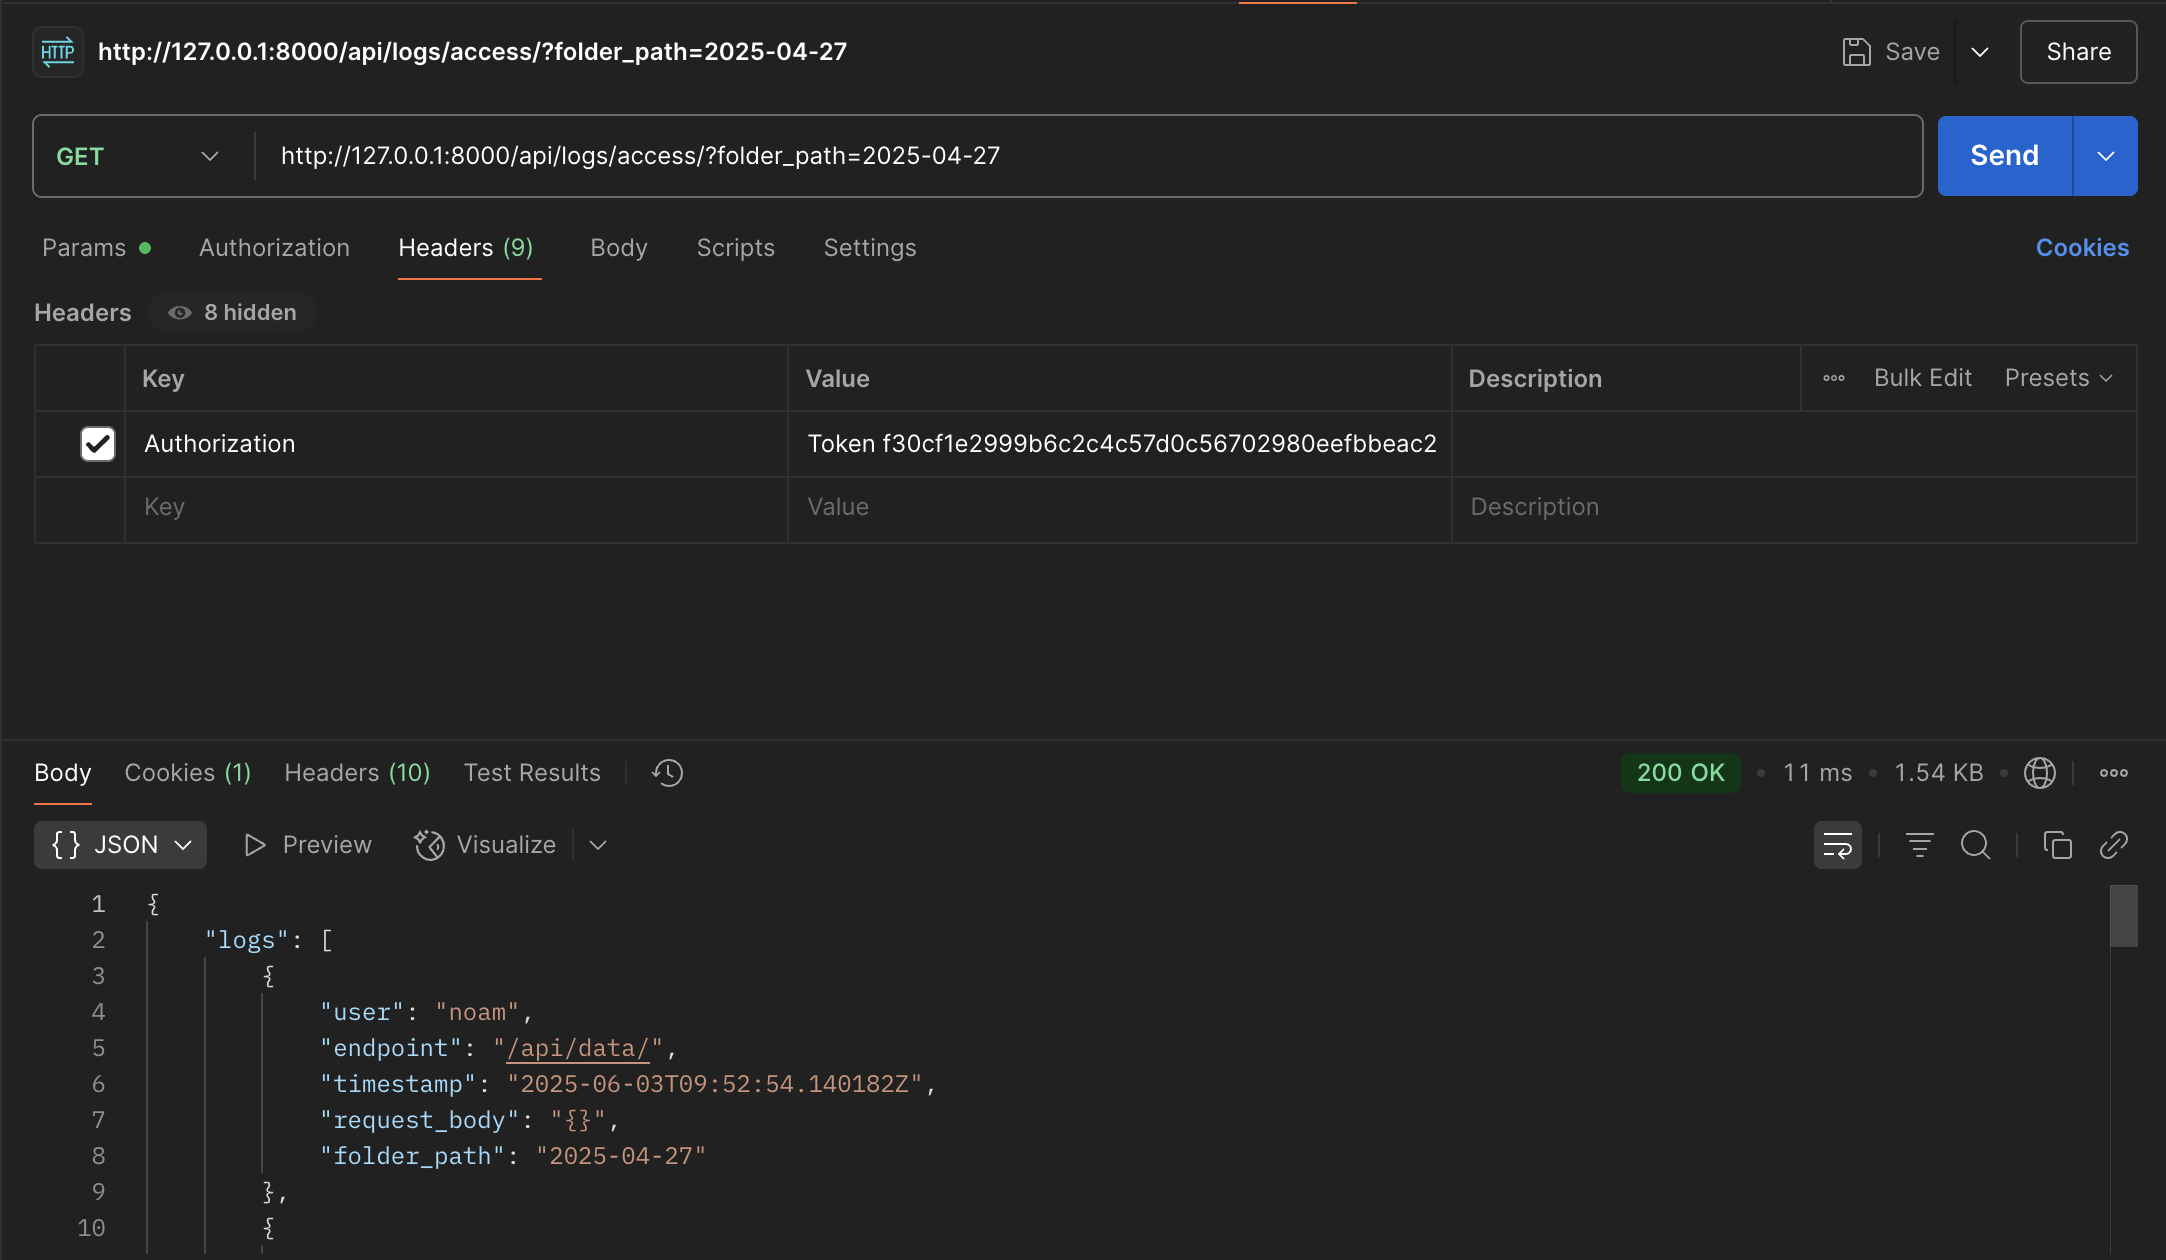 HTTP http://127.0.0.1:8000/api/logs/access/?folder_path=2025-04-27 Save Share
GET http://127.0.0.1:8000/api/logs/access/?folder_path=2025-04-27 Send
Params Authorization Headers (9) Body Scripts Settings Cookies
Headers 8 hidden
Key Value Description Bulk Edit Presets
Authorization Token f30cf1e2999b6c2c4c57d0c56702980eefbbeac2
Key Value Description
Body Cookies (1) Headers (10) Test Results 200 OK 11 ms 1.54 KB
{} JSON Preview Visualize
1 {
2 "logs": [
3 {
4 "user": "noam",
5 "endpoint": "/api/data/",
6 "timestamp": "2025-06-03T09:52:54.140182Z",
7 "request_body": "{}",
8 "folder_path": "2025-04-27"
9 },
10 {